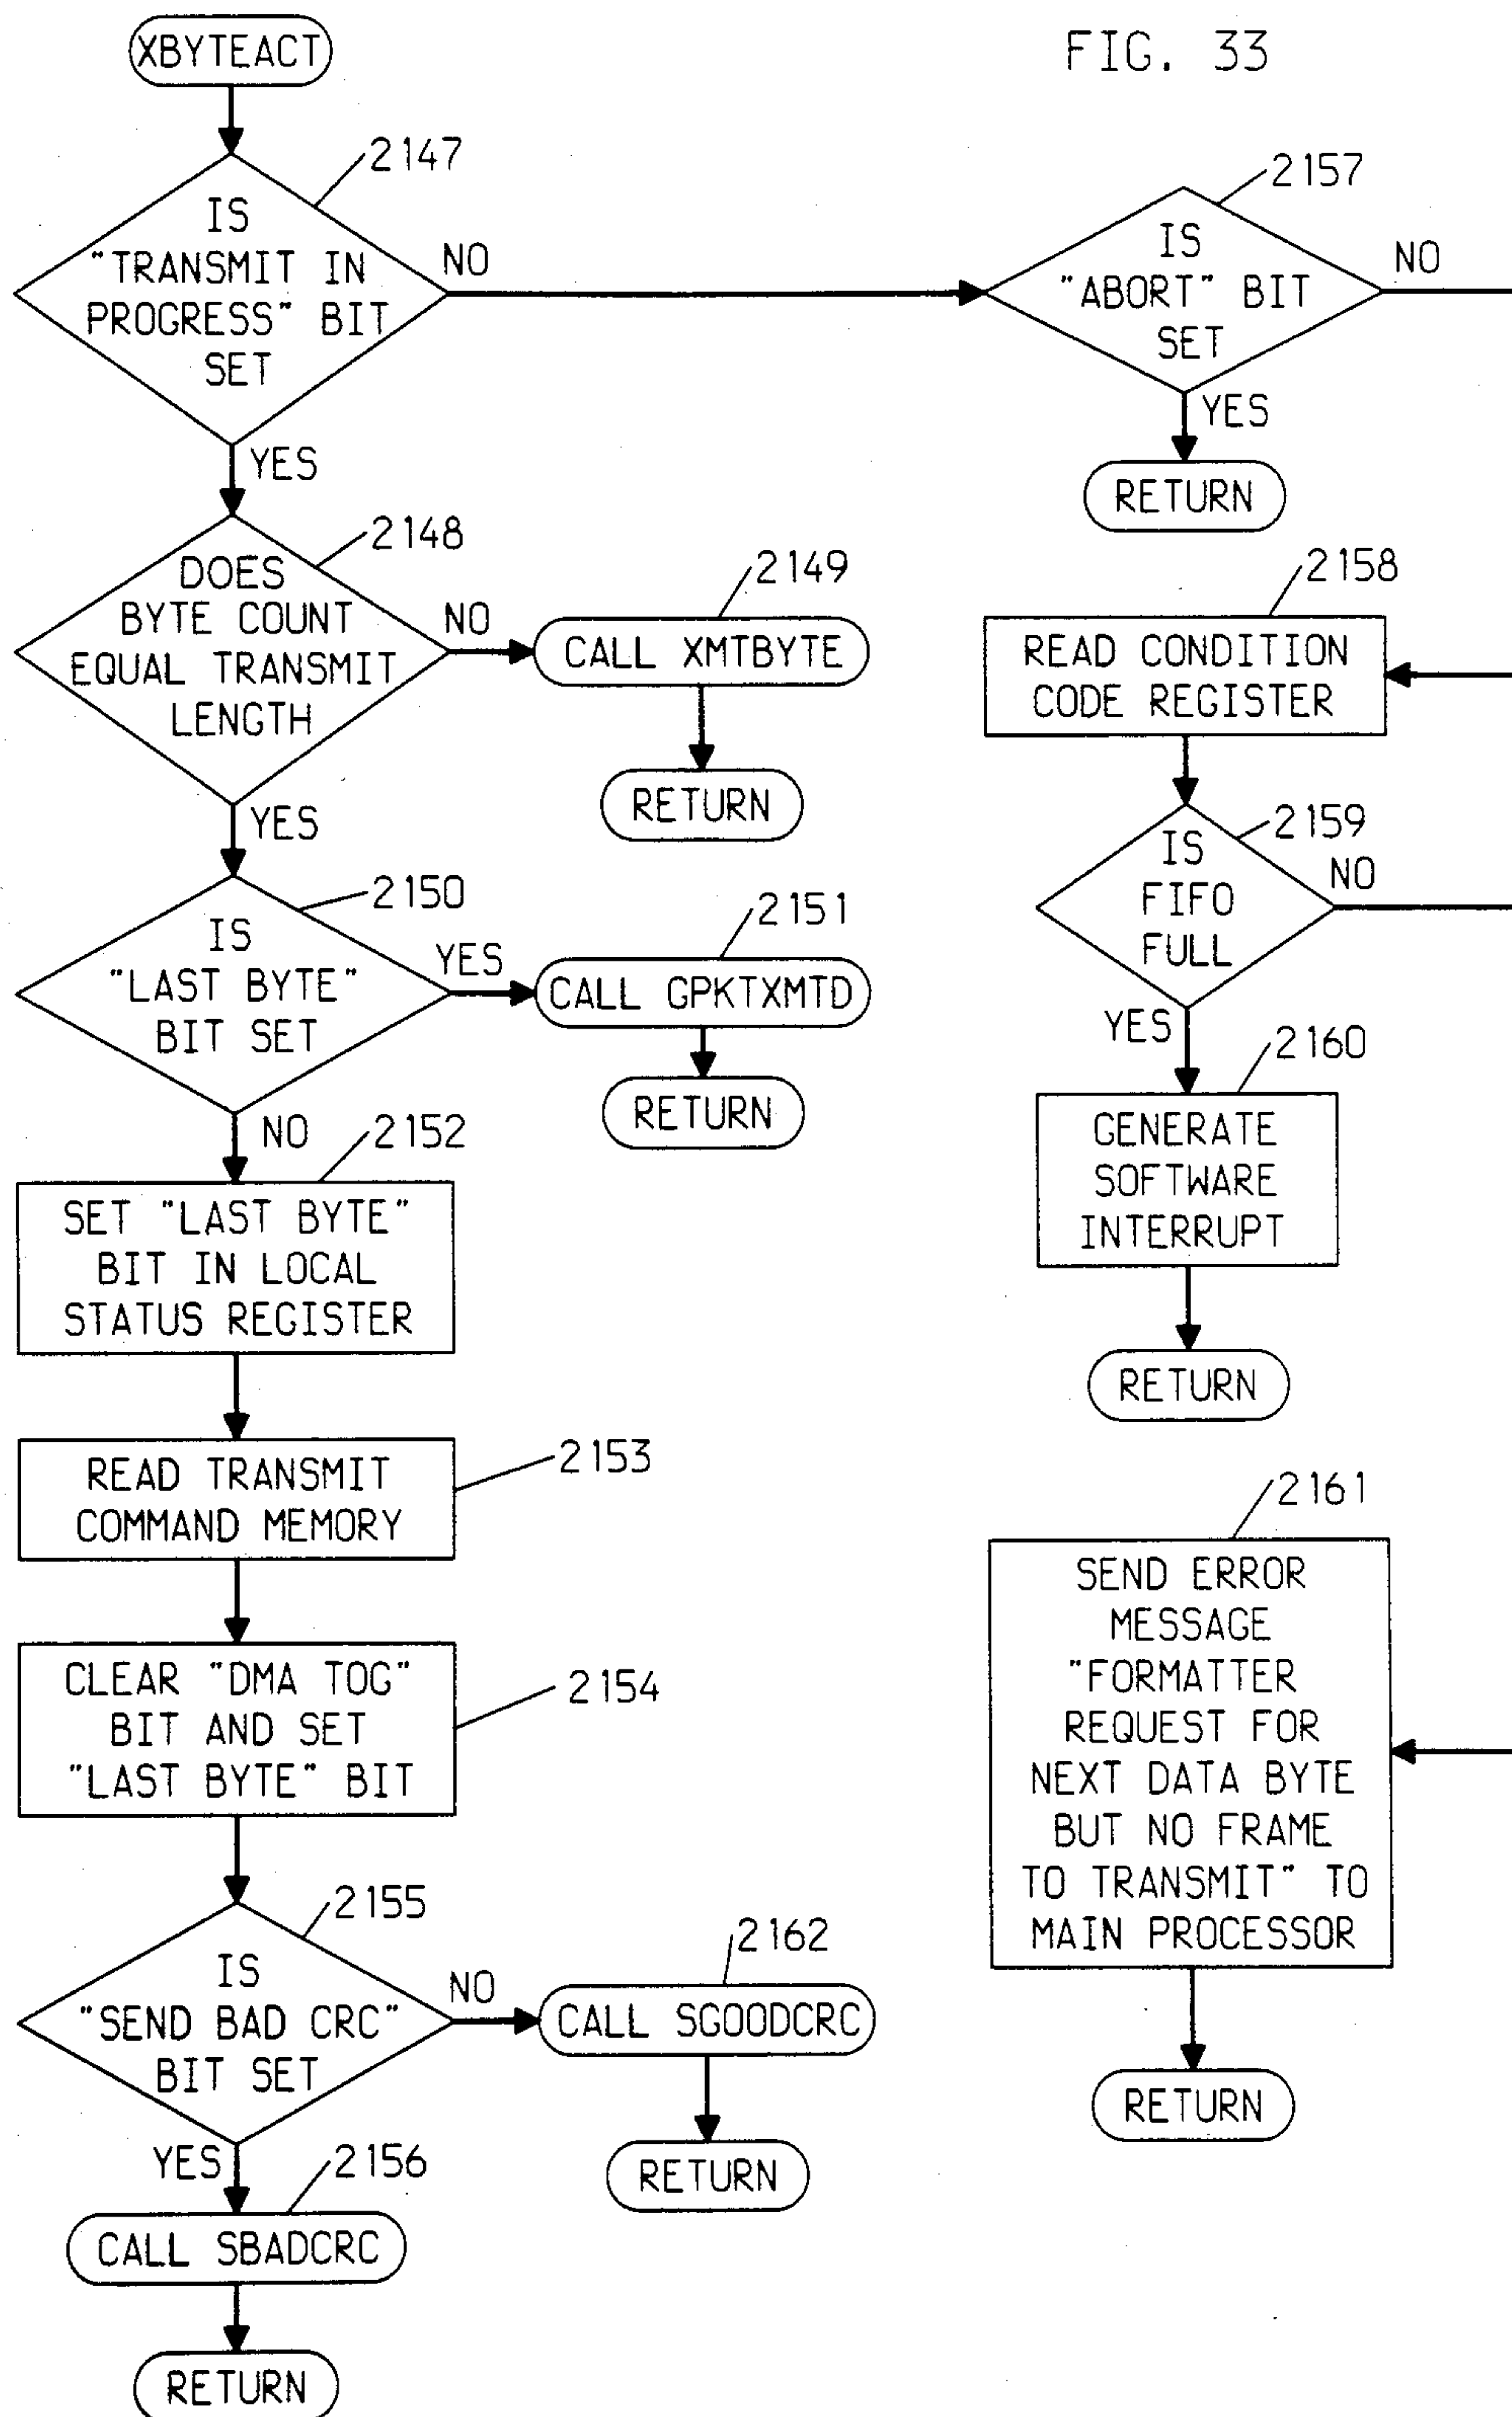 FIG. 33
XBYTEACT
2147
IS
"TRANSMIT IN
PROGRESS" BIT
SET
NO
YES
2148
DOES
BYTE COUNT
EQUAL TRANSMIT
LENGTH
NO
2149
CALL XMTBYTE
RETURN
YES
2150
IS
"LAST BYTE"
BIT SET
YES
2151
CALL GPKTXMTD
RETURN
NO
2152
SET "LAST BYTE"
BIT IN LOCAL
STATUS REGISTER
2153
READ TRANSMIT
COMMAND MEMORY
2154
CLEAR "DMA TOG"
BIT AND SET
"LAST BYTE" BIT
2155
IS
"SEND BAD CRC"
BIT SET
NO
2162
CALL SGOODCRC
RETURN
YES
2156
CALL SBADCRC
RETURN
2157
IS
"ABORT" BIT
SET
NO
YES
RETURN
2158
READ CONDITION
CODE REGISTER
2159
IS
FIFO
FULL
NO
YES
2160
GENERATE
SOFTWARE
INTERRUPT
RETURN
2161
SEND ERROR
MESSAGE
"FORMATTER
REQUEST FOR
NEXT DATA BYTE
BUT NO FRAME
TO TRANSMIT" TO
MAIN PROCESSOR
RETURN